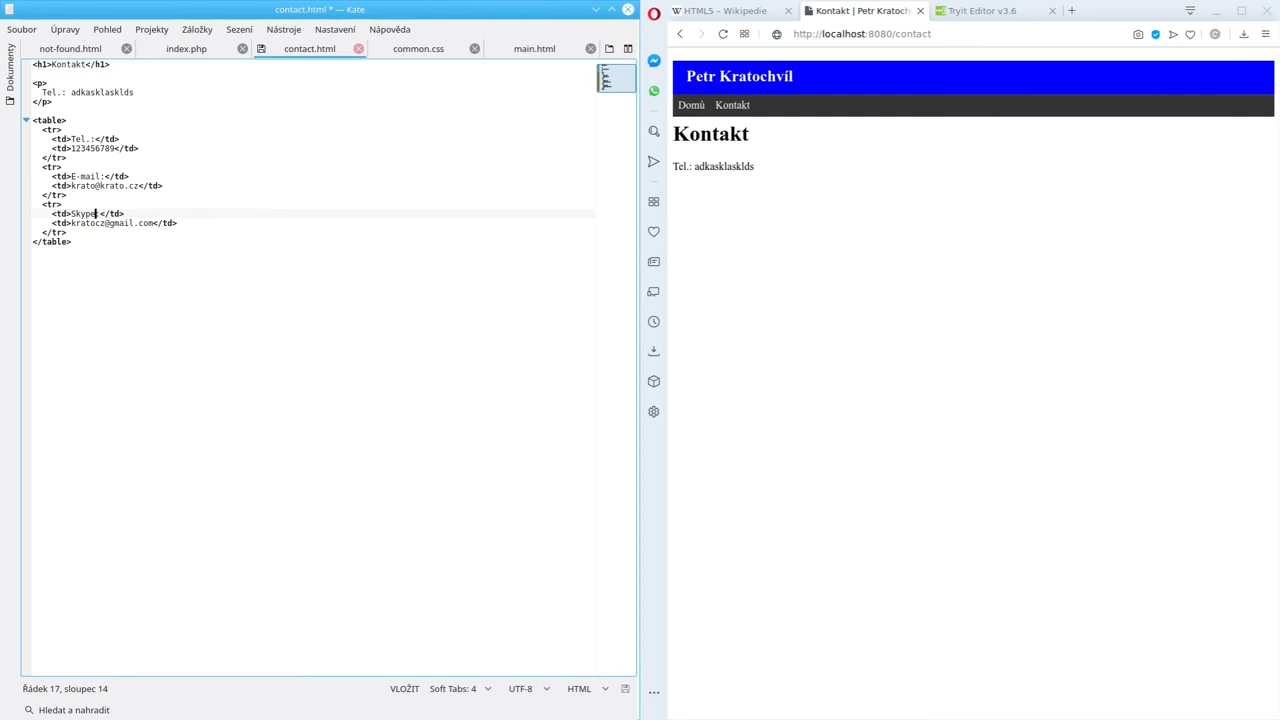 contact.html * — Kate
Soubor Úpravy Pohled Projekty Záložky Sezení Nástroje Nastavení Nápověda
not-found.html index.php contact.html common.css main.html
Dokumenty
<h1>Kontakt</h1>
<p>
Tel.: adkasklasklds
</p>
<table>
<tr>
<td>Tel.:</td>
<td>123456789</td>
</tr>
<tr>
<td>E-mail:</td>
<td>krato@krato.cz</td>
</tr>
<tr>
<td>Skype:</td>
<td>kratocz@gmail.com</td>
</tr>
</table>
Řádek 17, sloupec 14 VLOŽIT Soft Tabs: 4 UTF-8 HTML
Hledat a nahradit
HTML5 – Wikipedie Kontakt | Petr Kratoch Tryit Editor v3.6
http://localhost:8080/contact
Petr Kratochvíl
Domů Kontakt
Kontakt
Tel.: adkasklasklds